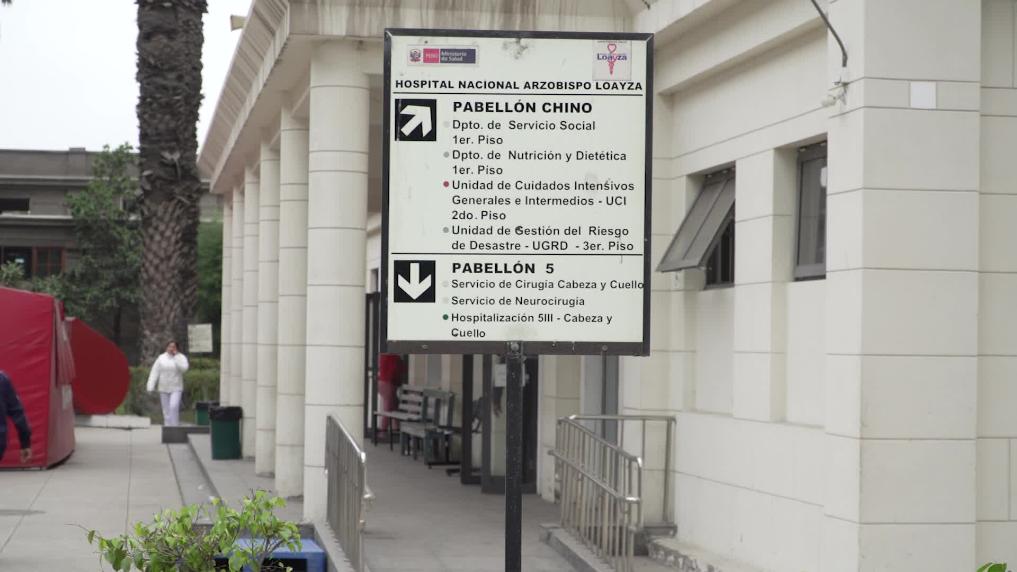 PERÚ Ministerio de Salud
Loayza
HOSPITAL NACIONAL ARZOBISPO LOAYZA
PABELLÓN CHINO
Dpto. de Servicio Social
1er. Piso
Dpto. de Nutrición y Dietética
1er. Piso
Unidad de Cuidados Intensivos
Generales e Intermedios - UCI
2do. Piso
Unidad de Gestión del Riesgo
de Desastre - UGRD - 3er. Piso
PABELLÓN 5
Servicio de Cirugía Cabeza y Cuello
Servicio de Neurocirugía
Hospitalización 5III - Cabeza y
Cuello